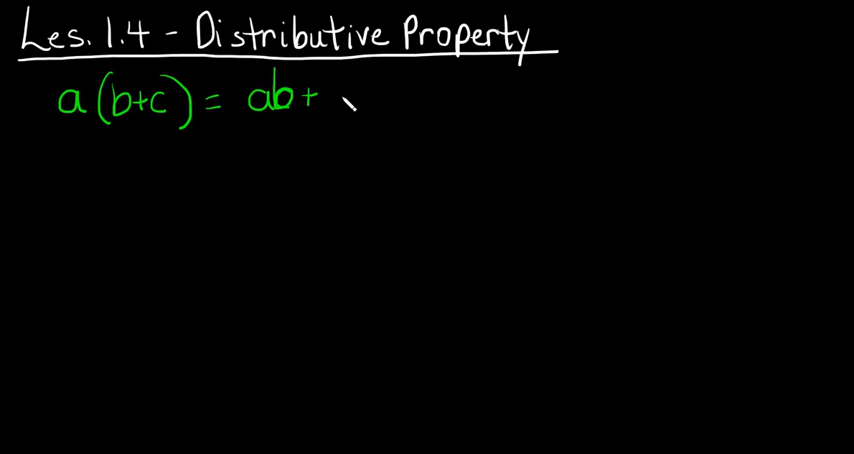 Les. 1.4 - Distributive Property
a(b+c) = ab+